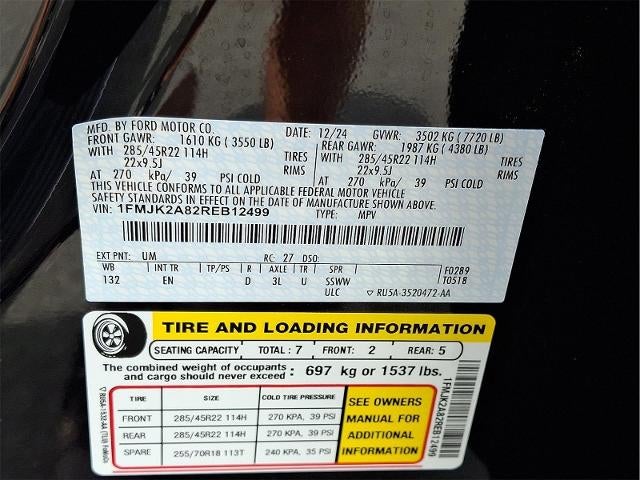 MFD. BY FORD MOTOR CO. DATE: 12/24 GVWR: 3502 KG ( 7720 LB)
FRONT GAWR: 1610 KG ( 3550 LB) REAR GAWR: 1987 KG ( 4380 LB)
WITH 285/45R22 114H TIRES WITH 285/45R22 114H TIRES
22x9.5J RIMS 22x9.5J RIMS
AT 270 kPa/ 39 PSI COLD AT 270 kPa/ 39 PSI COLD
THIS VEHICLE CONFORMS TO ALL APPLICABLE FEDERAL MOTOR VEHICLE
SAFETY STANDARDS IN EFFECT ON THE DATE OF MANUFACTURE SHOWN ABOVE.
VIN: 1FMJK2A82REB12499 TYPE: MPV
EXT PNT: UM RC: 27 DSO:
WB INT TR TP/PS R AXLE TR SPR F0289
132 EN D 3L U SSWW T0518
ULC ▽ RU5A-3520472-AA
TIRE AND LOADING INFORMATION
SEATING CAPACITY TOTAL: 7 FRONT: 2 REAR: 5
The combined weight of occupants
and cargo should never exceed: 697 kg or 1537 lbs.
TIRE SIZE COLD TIRE PRESSURE SEE OWNERS
FRONT 285/45R22 114H 270 KPA, 39 PSI MANUAL FOR
REAR 285/45R22 114H 270 KPA, 39 PSI ADDITIONAL
SPARE 255/70R18 113T 240 KPA, 35 PSI INFORMATION
1FMJK2A82REB12499